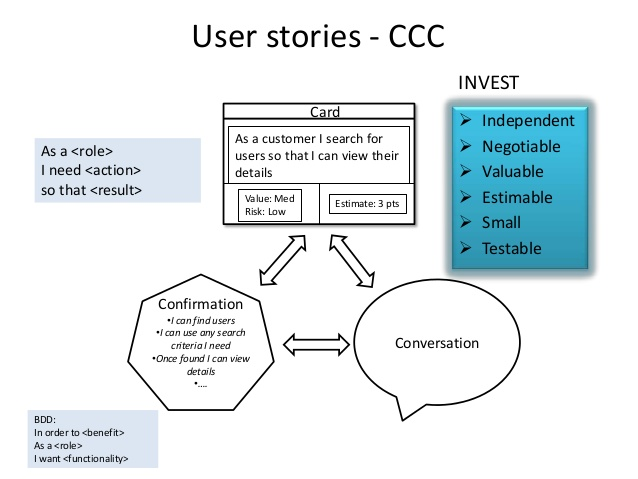 User stories - CCC
INVEST
➢ Independent
➢ Negotiable
➢ Valuable
➢ Estimable
➢ Small
➢ Testable
Card
As a customer I search for
users so that I can view their
details
Value: Med
Risk: Low
Estimate: 3 pts
As a <role>
I need <action>
so that <result>
Confirmation
•I can find users
•I can use any search
criteria I need
•Once found I can view
details
•....
Conversation
BDD:
In order to <benefit>
As a <role>
I want <functionality>